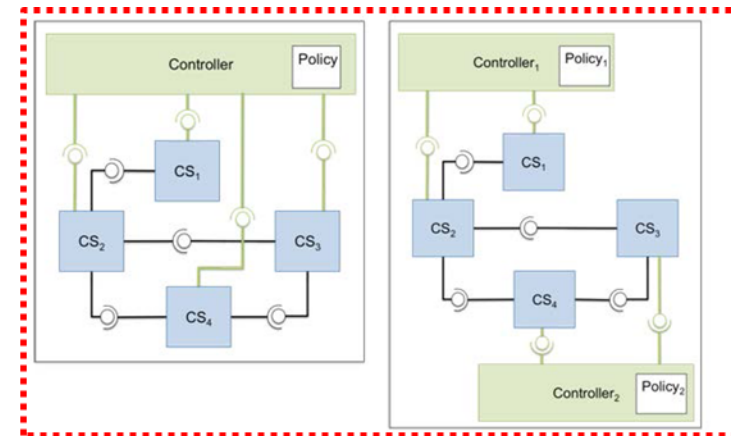 Controller
Policy
CS₁
CS₂
CS₃
CS₄
Controller₁
Policy₁
CS₁
CS₂
CS₃
CS₄
Controller₂
Policy₂